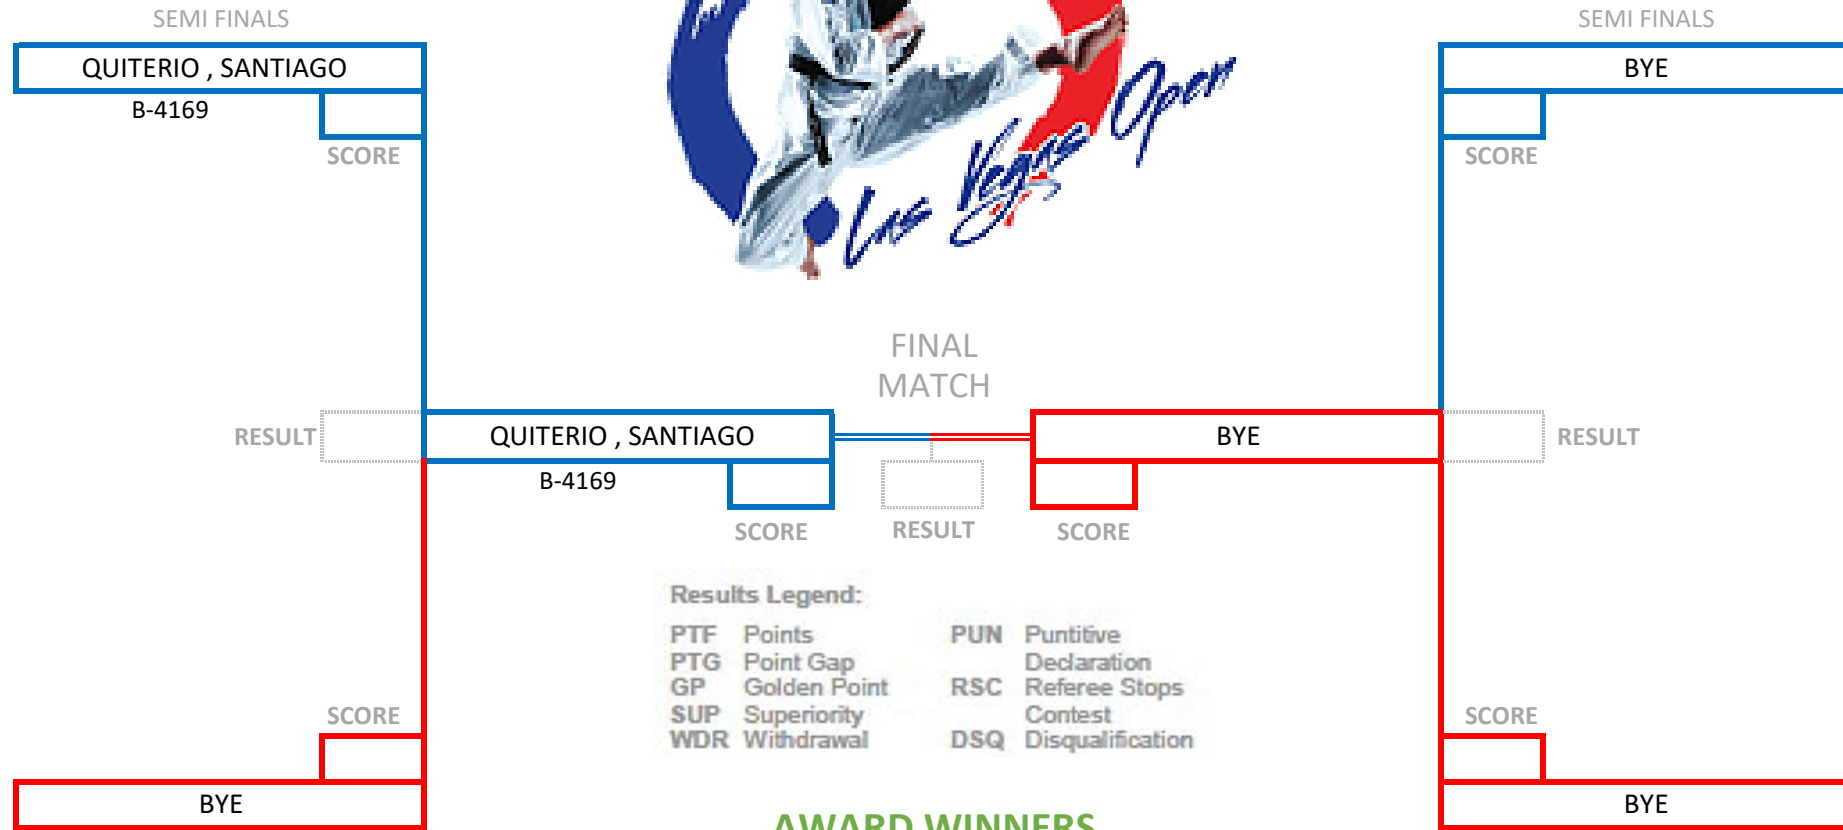 SEMI FINALS
SEMI FINALS
QUITERIO , SANTIAGO
BYE
B-4169
SCORE
SCORE
Las Vegas Open
FINAL
MATCH
RESULT
QUITERIO , SANTIAGO
BYE
RESULT
B-4169
SCORE
RESULT
SCORE
Results Legend:
PTF Points
PTG Point Gap
GP Golden Point
SUP Superiority
WDR Withdrawal
PUN Puntitive
Declaration
RSC Referee Stops
Contest
DSQ Disqualification
SCORE
SCORE
BYE
BYE
AWARD WINNERS